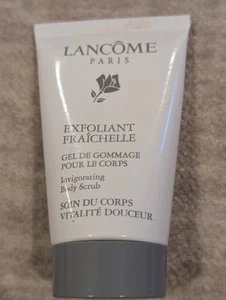 LANCÔME
PARIS
EXFOLIANT
FRAÎCHELLE
GEL DE GOMMAGE
POUR LE CORPS
Invigorating
Body Scrub
SOIN DU CORPS
VITALITÉ DOUCEUR